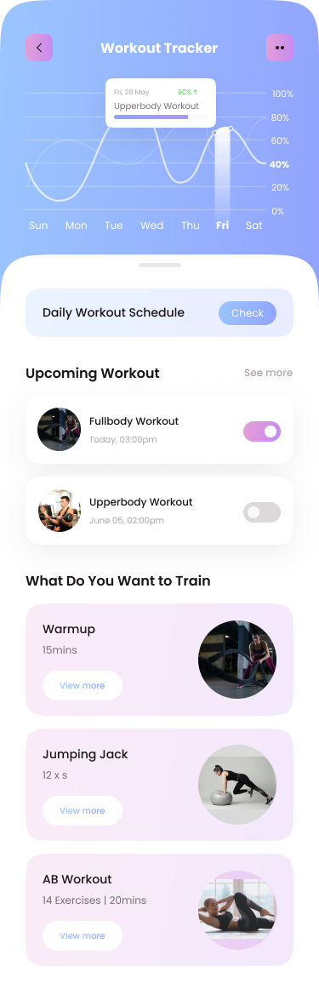 Workout Tracker
100%
Fri, 28 May
90%↑
Upperbody Workout
80%
60%
40%
20%
0%
Sun
Mon
Tue
Wed
Thu
Fri
Sat
Daily Workout Schedule
Check
Upcoming Workout
See more
Fullbody Workout
Today, 03:00pm
Upperbody Workout
June 05, 02:00pm
What Do You Want to Train
Warmup
15mins
View more
Jumping Jack
12 x s
View more
AB Workout
14 Exercises | 20mins
View more